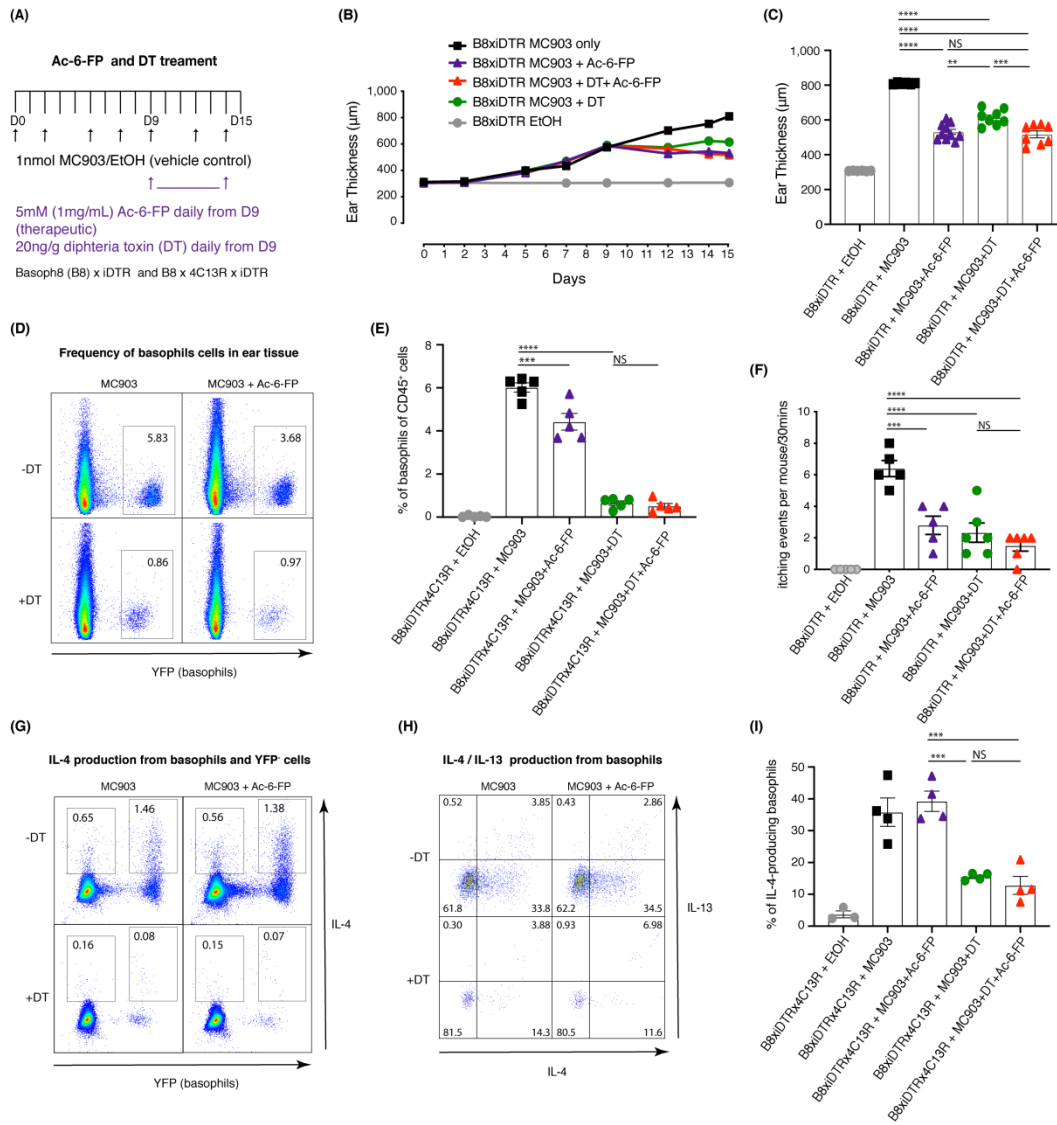 (A)
Ac-6-FP and DT treament
D0
D9
D15
1nmol MC903/EtOH (vehicle control)
5mM (1mg/mL) Ac-6-FP daily from D9
(therapeutic)
20ng/g diphteria toxin (DT) daily from D9
Basoph8 (B8) x iDTR and B8 x 4C13R x iDTR
(B)
B8xiDTR MC903 only
B8xiDTR MC903 + Ac-6-FP
B8xiDTR MC903 + DT+Ac-6-FP
B8xiDTR MC903 + DT
B8xiDTR EtOH
Ear Thickness (µm)
1,000
800
600
400
200
0
0 1 2 3 4 5 6 7 8 9 10 11 12 13 14 15
Days
(C)
****
****
NS
****
**
***
Ear Thickness (µm)
1,000
800
600
400
200
0
B8xiDTR + EtOH
B8xiDTR + MC903
B8xiDTR + MC903+Ac-6-FP
B8xiDTR + MC903+DT
B8xiDTR + MC903+DT+Ac-6-FP
(D)
Frequency of basophils cells in ear tissue
MC903
MC903 + Ac-6-FP
-DT
5.83
3.68
+DT
0.86
0.97
YFP (basophils)
(E)
% of basophils of CD45⁺ cells
****
***
NS
8
6
4
2
0
B8xiDTRx4C13R + EtOH
B8xiDTRx4C13R + MC903
B8xiDTRx4C13R + MC903+Ac-6-FP
B8xiDTRx4C13R + MC903+DT
B8xiDTRx4C13R + MC903+DT+Ac-6-FP
(F)
itching events per mouse/30mins
****
****
***
NS
10
8
6
4
2
0
B8xiDTR + EtOH
B8xiDTR + MC903
B8xiDTR + MC903+Ac-6-FP
B8xiDTR + MC903+DT
B8xiDTR + MC903+DT+Ac-6-FP
(G)
IL-4 production from basophils and YFP⁻ cells
MC903
MC903 + Ac-6-FP
-DT
0.65
1.46
0.56
1.38
+DT
0.16
0.08
0.15
0.07
IL-4
YFP (basophils)
(H)
IL-4 / IL-13 production from basophils
MC903
MC903 + Ac-6-FP
-DT
0.52
3.85
0.43
2.86
61.8
33.8
62.2
34.5
+DT
0.30
3.88
0.93
6.98
81.5
14.3
80.5
11.6
IL-13
IL-4
(I)
% of IL-4-producing basophils
***
***
NS
50
40
30
20
10
0
B8xiDTRx4C13R + EtOH
B8xiDTRx4C13R + MC903
B8xiDTRx4C13R + MC903+Ac-6-FP
B8xiDTRx4C13R + MC903+DT
B8xiDTRx4C13R + MC903+DT+Ac-6-FP